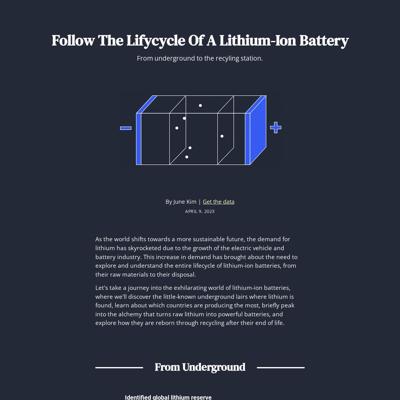 Follow The Lifycycle Of A Lithium-Ion Battery
From underground to the recyling station.
By June Kim | Get the data
APRIL 9, 2023
As the world shifts towards a more sustainable future, the demand for
lithium has skyrocketed due to the growth of the electric vehicle and
battery industry. This increase in demand has brought about the need to
explore and understand the entire lifecycle of lithium-ion batteries, from
their raw materials to their disposal.
Let's take a journey into the exhilarating world of lithium-ion batteries,
where we'll discover the little-known underground lairs where lithium is
found, learn about which countries are producing the most, briefly peak
into the alchemy that turns raw lithium into powerful batteries, and
explore how they are reborn through recycling after their end of life.
From Underground
Identified global lithium reserve